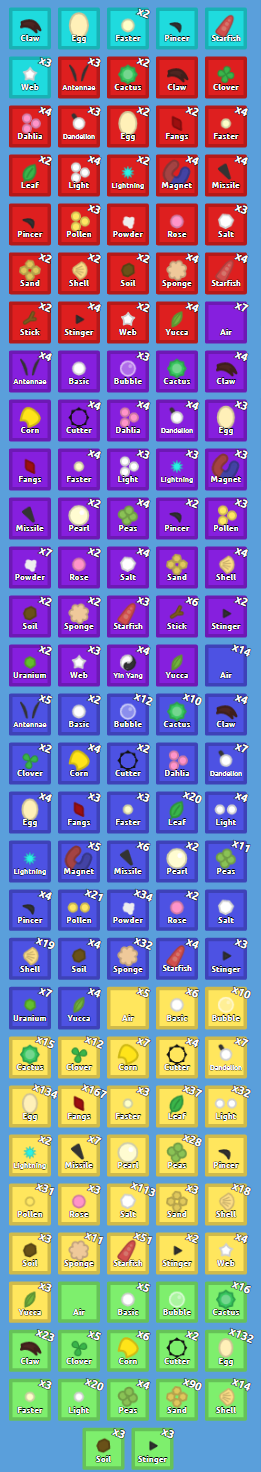 x2
Claw Egg Faster Pincer Starfish
x3 x3 x2
Web Antennae Cactus Claw Clover
x4 x3 x2 x2 x4
Dahlia Dandelion Egg Fangs Faster
x2 x4 x2 x4
Leaf Light Lightning Magnet Missile
x3
Pincer Pollen Powder Rose Salt
x2 x2 x2 x4 x4
Sand Shell Soil Sponge Starfish
x2 x4 x2 x4 x7
Stick Stinger Web Yucca Air
x4 x3 x4
Antennae Basic Bubble Cactus Claw
x4 x4 x4 x3
Corn Cutter Dahlia Dandelion Egg
x4 x3 x3 x3
Fangs Faster Light Lightning Magnet
x2 x4 x2 x3
Missile Pearl Peas Pincer Pollen
x7 x2 x4 x4
Powder Rose Salt Sand Shell
x2 x2 x3 x6 x2
Soil Sponge Starfish Stick Stinger
x2 x3 x4 x14
Uranium Web Yin Yang Yucca Air
x5 x2 x12 x10 x4
Antennae Basic Bubble Cactus Claw
x2 x4 x2 x7
Clover Corn Cutter Dahlia Dandelion
x4 x3 x3 x20 x4
Egg Fangs Faster Leaf Light
x5 x6 x2 x11
Lightning Magnet Missile Pearl Peas
x4 x21 x34 x2
Pincer Pollen Powder Rose Salt
x19 x4 x32 x4 x3
Shell Soil Sponge Starfish Stinger
x7 x4 x5 x6 x10
Uranium Yucca Air Basic Bubble
x15 x12 x7 x4 x7
Cactus Clover Corn Cutter Dandelion
x134 x167 x3 x37 x32
Egg Fangs Faster Leaf Light
x2 x7 x28
Lightning Missile Pearl Peas Pincer
x31 x3 x113 x3 x18
Pollen Rose Salt Sand Shell
x3 x11 x51 x2 x4
Soil Sponge Starfish Stinger Web
x3 x5 x16
Yucca Air Basic Bubble Cactus
x23 x5 x6 x2 x132
Claw Clover Corn Cutter Egg
x3 x20 x4 x90 x14
Faster Light Peas Sand Shell
x3 x3
Soil Stinger